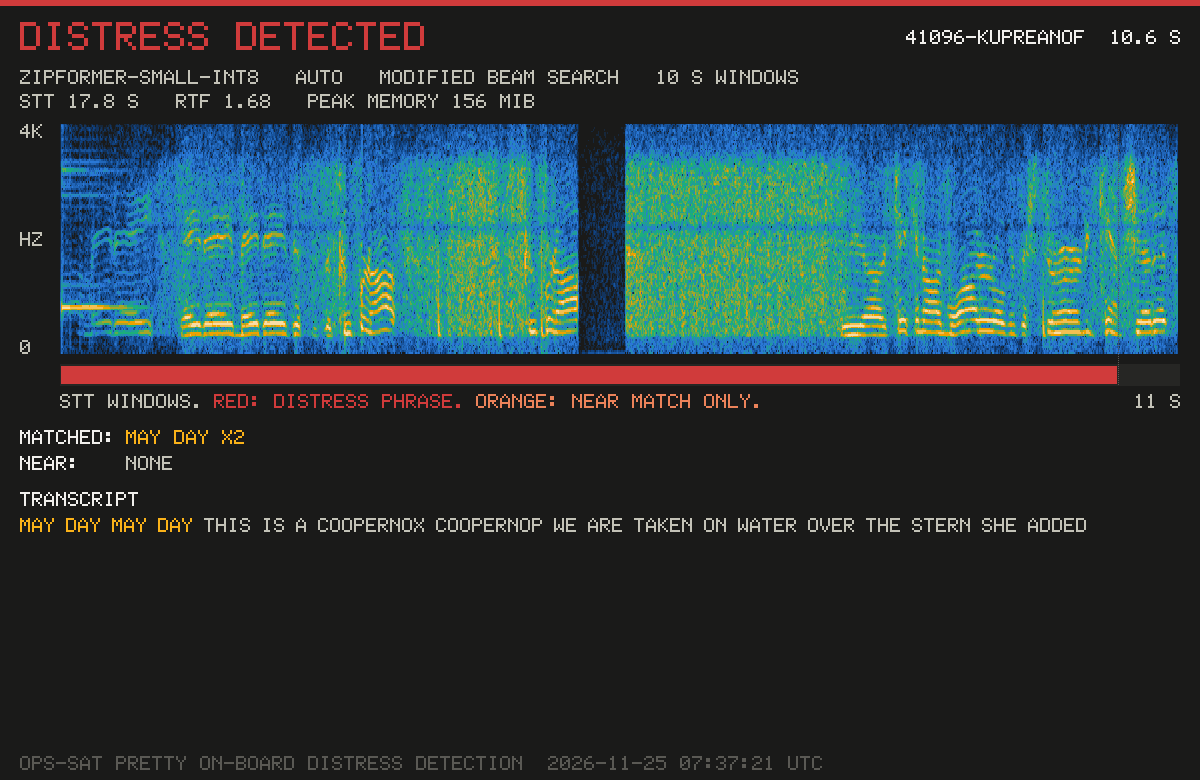 DISTRESS DETECTED
41096-KUPREANOF 10.6 S
ZIPFORMER-SMALL-INT8 AUTO MODIFIED BEAM SEARCH 10 S WINDOWS
STT 17.8 S RTF 1.68 PEAK MEMORY 156 MIB
4K
HZ
0
STT WINDOWS. RED: DISTRESS PHRASE. ORANGE: NEAR MATCH ONLY. 11 S
MATCHED: MAY DAY X2
NEAR: NONE
TRANSCRIPT
MAY DAY MAY DAY THIS IS A COOPERNOX COOPERNOP WE ARE TAKEN ON WATER OVER THE STERN SHE ADDED
OPS-SAT PRETTY ON-BOARD DISTRESS DETECTION 2026-11-25 07:37:21 UTC